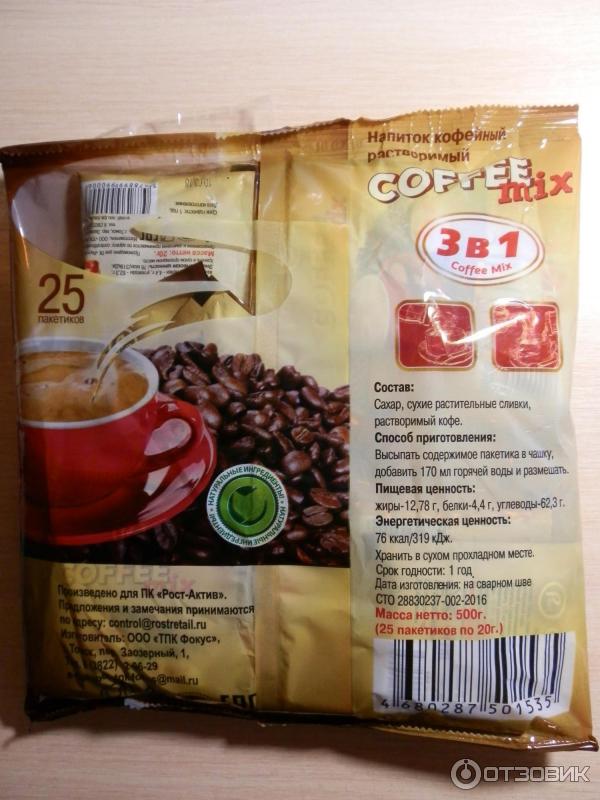 Напиток кофейный
растворимый
COFFEE
mix
3 в 1
Coffee Mix
25
пакетиков
Масса нетто: 20г.
Состав:
Сахар, сухие растительные сливки,
растворимый кофе.
Способ приготовления:
Высыпать содержимое пакетика в чашку,
добавить 170 мл горячей воды и размешать.
Пищевая ценность:
жиры-12,78 г, белки-4,4 г, углеводы-62,3 г.
Энергетическая ценность:
76 ккал/319 кДж.
Хранить в сухом прохладном месте.
Срок годности: 1 год
Дата изготовления: на сварном шве
СТО 28830237-002-2016
Масса нетто: 500г.
(25 пакетиков по 20г.)
4 680287 501535
НАТУРАЛЬНЫЕ ИНГРЕДИЕНТЫ!
НАТУРАЛЬНЫЕ ИНГРЕДИЕНТЫ!
COFFEE
mix
Произведено для ПК «Рост-Актив».
Предложения и замечания принимаются
по адресу: control@rostretail.ru
Изготовитель: ООО «ТПК Фокус»,
г. Томск, пер. Заозерный, 1,
ОТЗОВИК